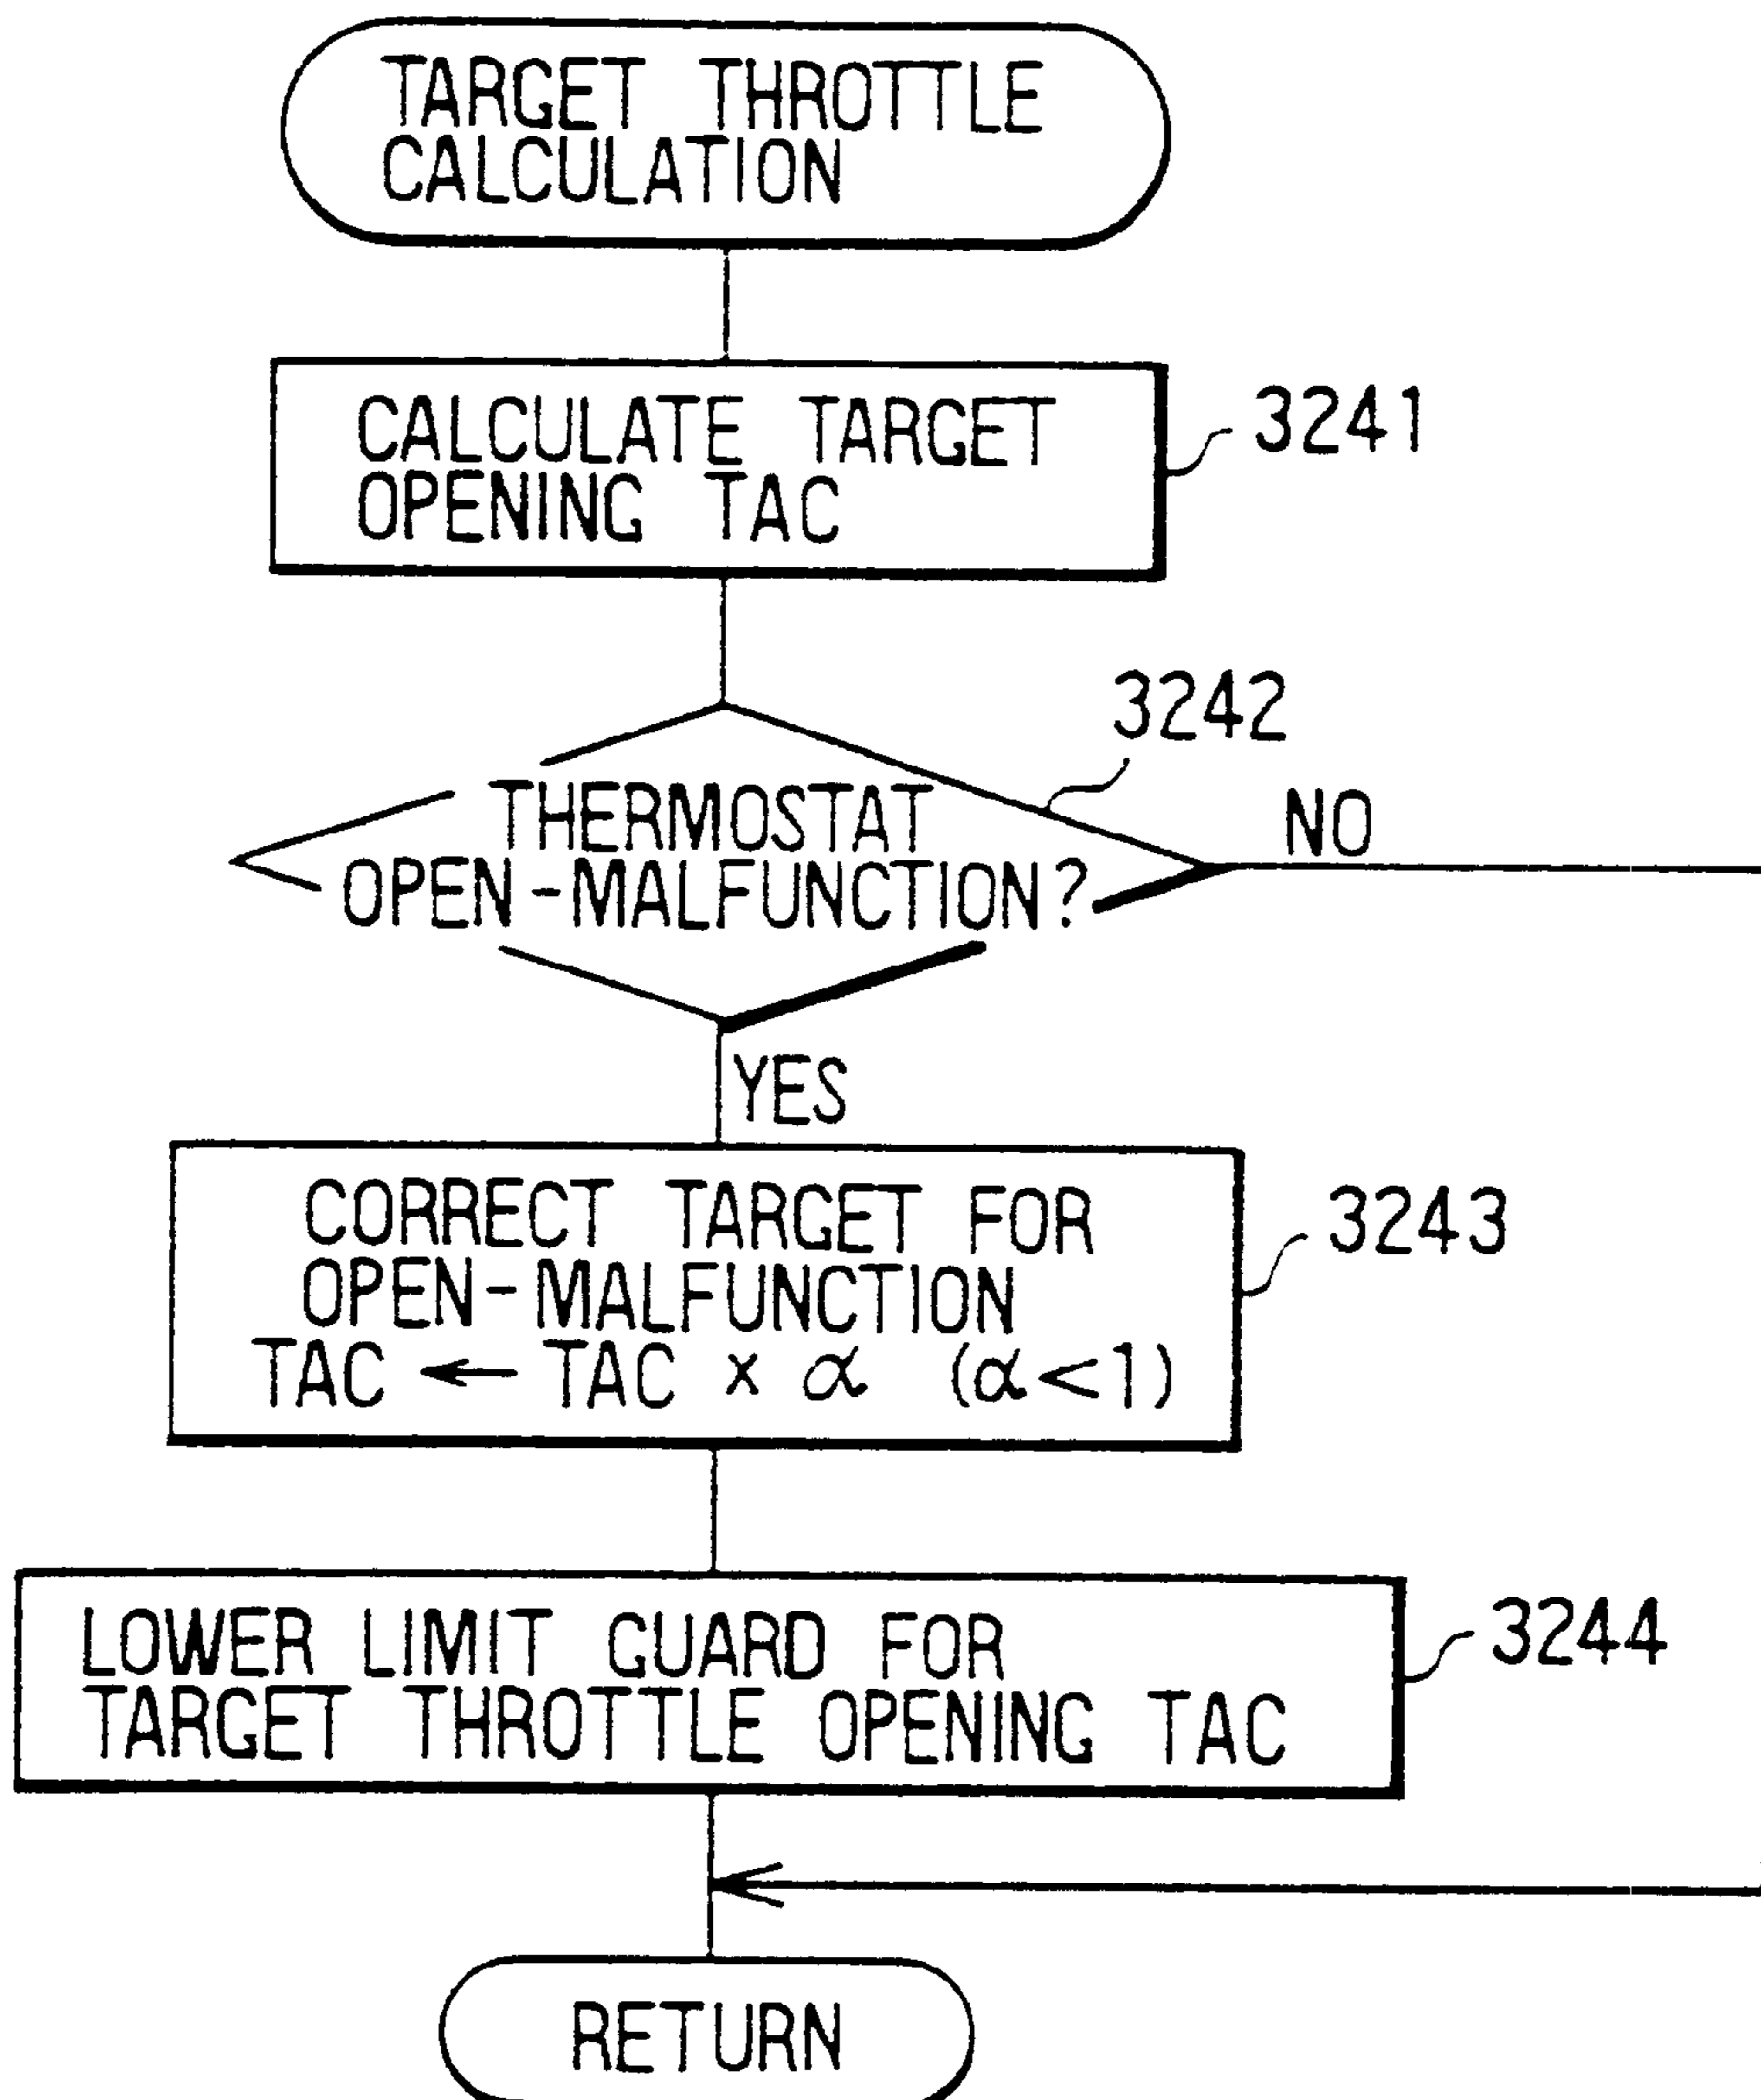 TARGET THROTTLE
CALCULATION
CALCULATE TARGET
OPENING TAC
3241
3242
THERMOSTAT
OPEN-MALFUNCTION?
NO
YES
CORRECT TARGET FOR
OPEN-MALFUNCTION
TAC ← TAC × α (α<1)
3243
LOWER LIMIT GUARD FOR
TARGET THROTTLE OPENING TAC
3244
RETURN